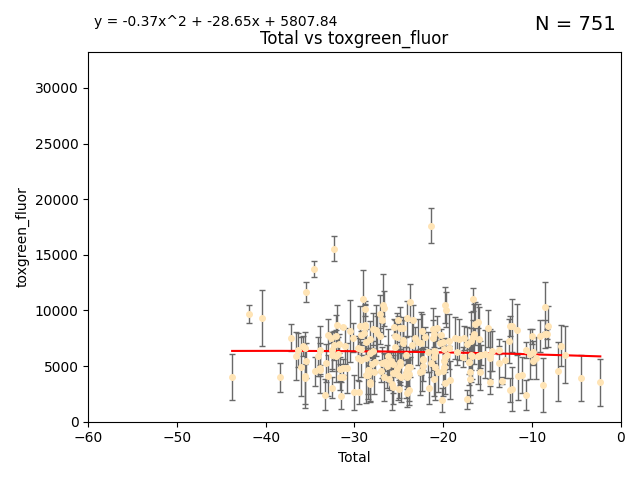 y = -0.37x^2 + -28.65x + 5807.84
N = 751
Total vs toxgreen_fluor
30000
25000
20000
15000
10000
5000
0
toxgreen_fluor
−60 −50 −40 −30 −20 −10 0
Total